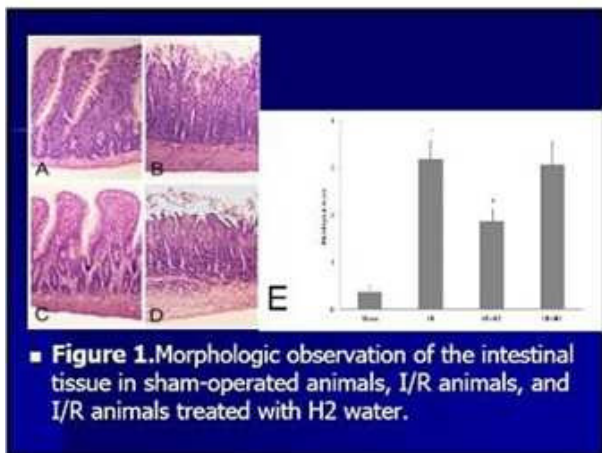 A
B
C
D
E
■ Figure 1.Morphologic observation of the intestinal
tissue in sham-operated animals, I/R animals, and
I/R animals treated with H2 water.